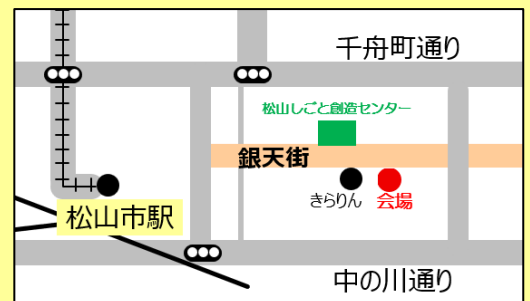 千舟町通り
松山しごと創造センター
銀天街
きらりん
会場
松山市駅
中の川通り